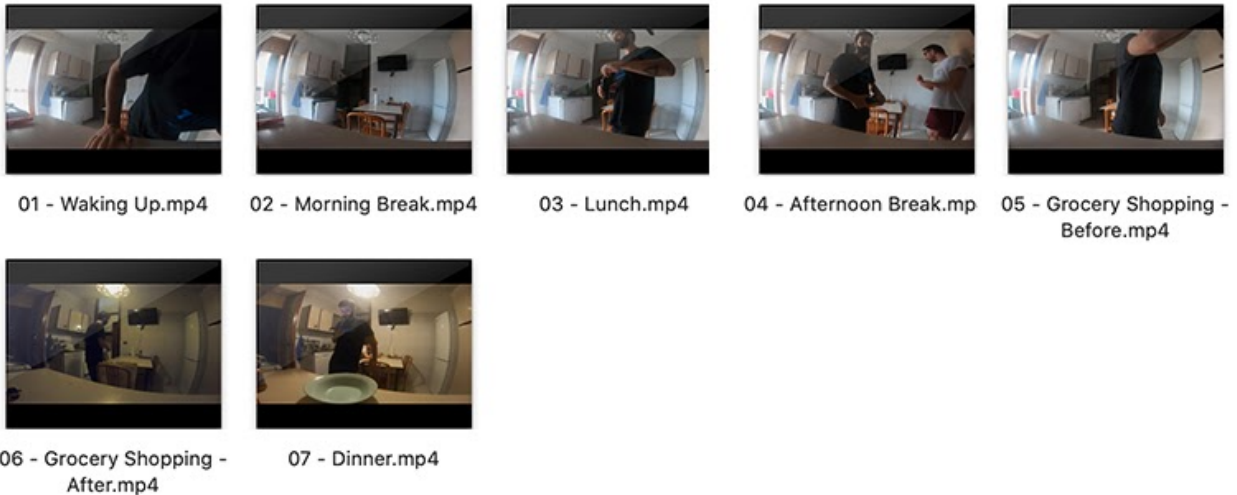 01 - Waking Up.mp4
02 - Morning Break.mp4
03 - Lunch.mp4
04 - Afternoon Break.mp
05 - Grocery Shopping -
Before.mp4
06 - Grocery Shopping -
After.mp4
07 - Dinner.mp4